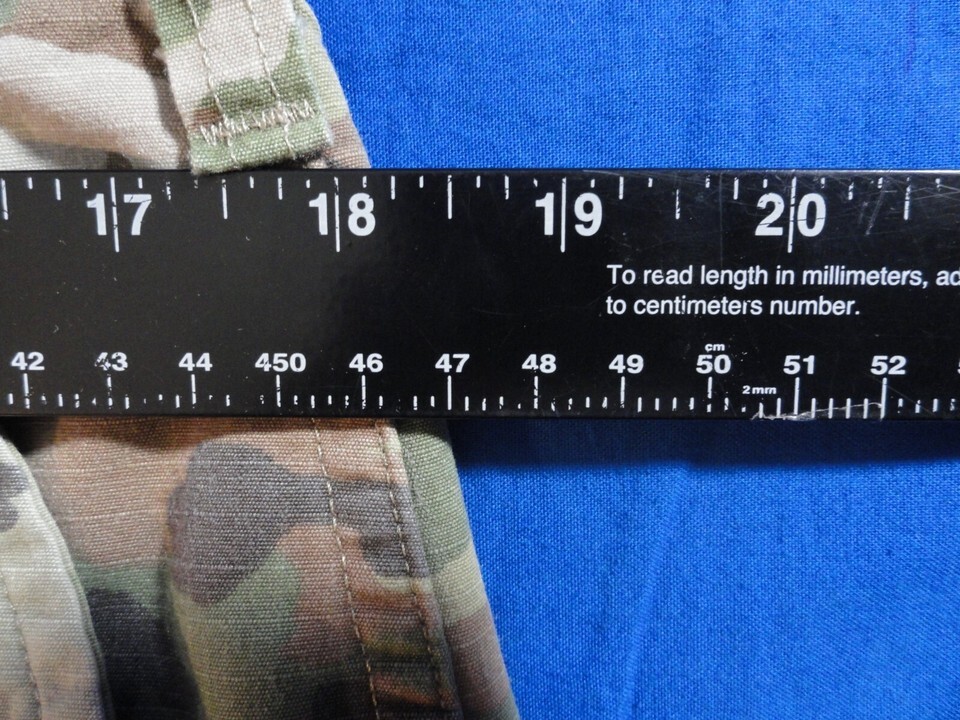 17 18 19 20
To read length in millimeters, ad
to centimeters number.
cm
42 43 44 450 46 47 48 49 50 51 52
2mm